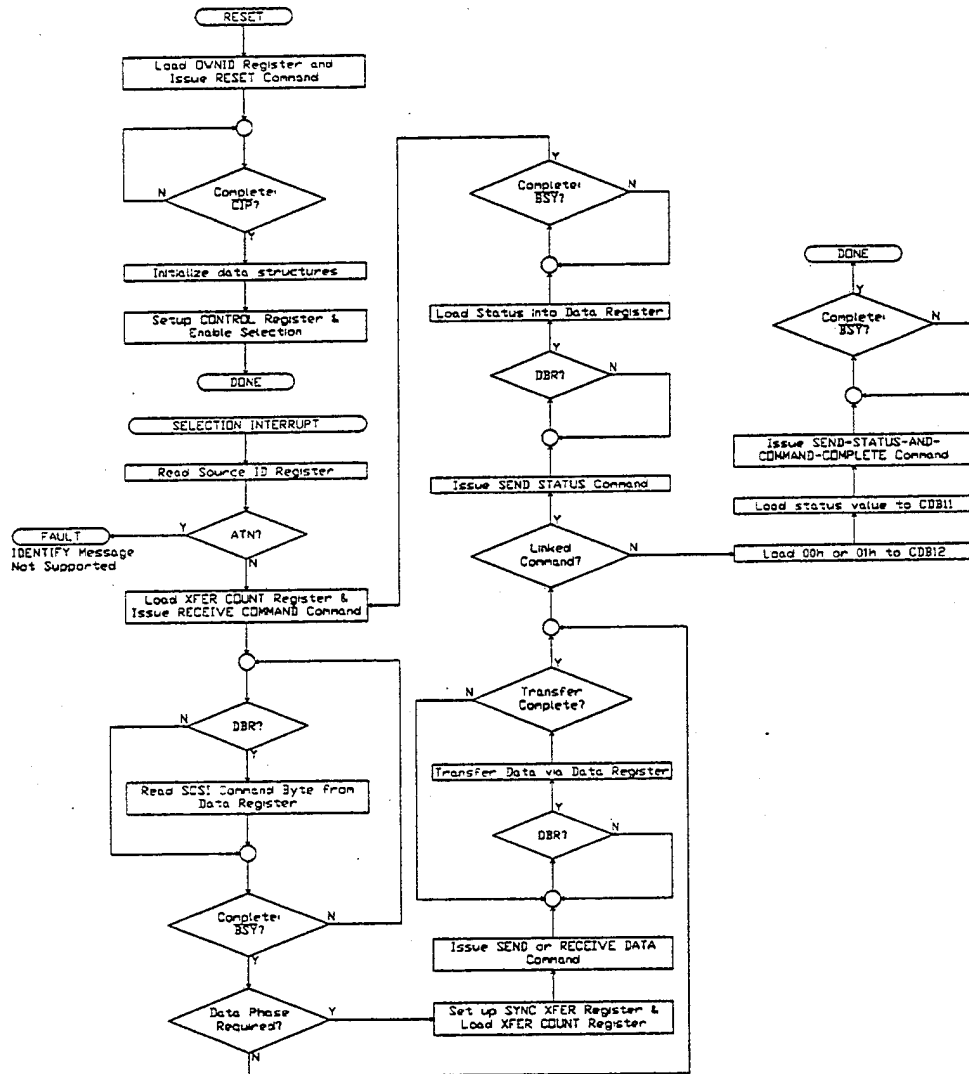 RESET
Load OWNID Register and
Issue RESET Command
N
Complete:
CIP?
Y
Initialize data structures
Setup CONTROL Register &
Enable Selection
DONE
SELECTION INTERRUPT
Read Source ID Register
Y
ATN?
N
FAULT
IDENTIFY Message
Not Supported
Load XFER COUNT Register &
Issue RECEIVE COMMAND Command
N
DBR?
Y
Read SCSI Command Byte from
Data Register
Complete:
BSY?
N
Y
Data Phase
Required?
Y
N
Set up SYNC XFER Register &
Load XFER COUNT Register
Issue SEND or RECEIVE DATA
Command
DBR?
N
Y
Transfer Data via Data Register
N
Transfer
Complete?
Y
Linked
Command?
N
Y
Issue SEND STATUS Command
DBR?
N
Y
Load Status into Data Register
Complete:
BSY?
N
Y
Load 00h or 01h to CDB12
Load status value to CDB11
Issue SEND-STATUS-AND-
COMMAND-COMPLETE Command
Complete:
BSY?
N
Y
DONE